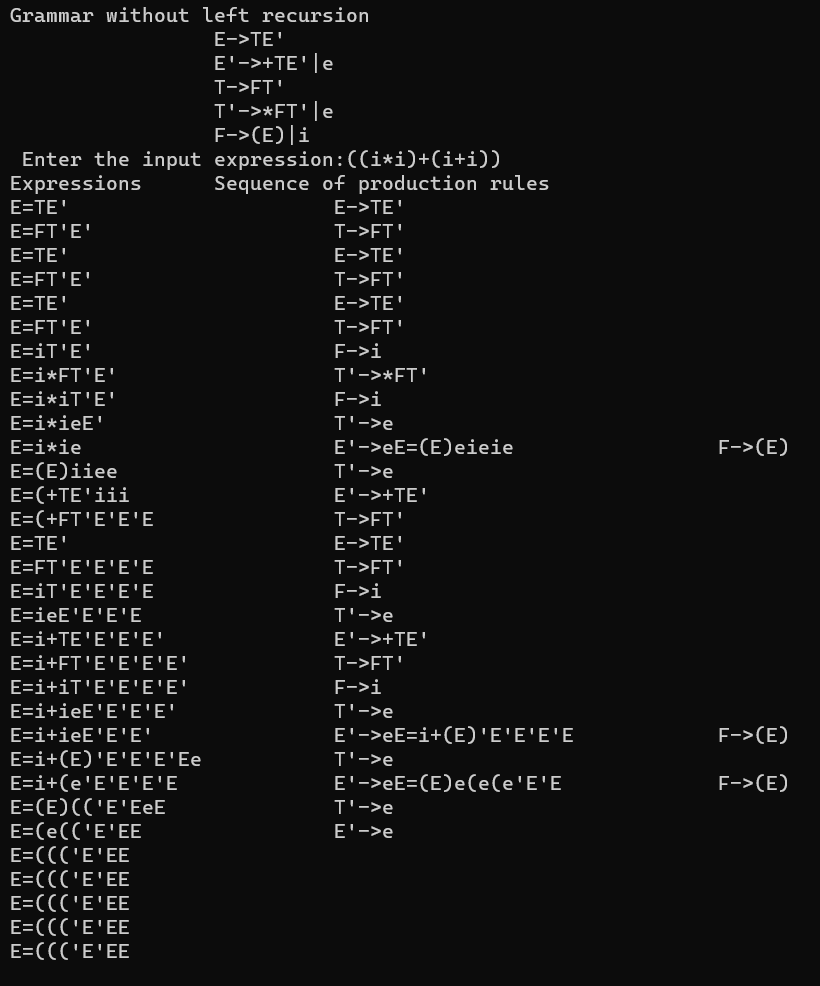 Grammar without left recursion
                 E->TE'
                 E'->+TE'|e
                 T->FT'
                 T'->*FT'|e
                 F->(E)|i
 Enter the input expression:((i*i)+(i+i))
Expressions      Sequence of production rules
E=TE'                      E->TE'
E=FT'E'                    T->FT'
E=TE'                      E->TE'
E=FT'E'                    T->FT'
E=TE'                      E->TE'
E=FT'E'                    T->FT'
E=iT'E'                    F->i
E=i*FT'E'                  T'->*FT'
E=i*iT'E'                  F->i
E=i*ieE'                   T'->e
E=i*ie                     E'->eE=(E)eieie                 F->(E)
E=(E)iiee                  T'->e
E=(+TE'iii                 E'->+TE'
E=(+FT'E'E'E               T->FT'
E=TE'                      E->TE'
E=FT'E'E'E'E               T->FT'
E=iT'E'E'E'E               F->i
E=ieE'E'E'E                T'->e
E=i+TE'E'E'E'              E'->+TE'
E=i+FT'E'E'E'E'            T->FT'
E=i+iT'E'E'E'E'            F->i
E=i+ieE'E'E'E'             T'->e
E=i+ieE'E'E'               E'->eE=i+(E)'E'E'E'E            F->(E)
E=i+(E)'E'E'E'Ee           T'->e
E=i+(e'E'E'E'E             E'->eE=(E)e(e(e'E'E             F->(E)
E=(E)(('E'EeE              T'->e
E=(e(('E'EE                E'->e
E=((('E'EE
E=((('E'EE
E=((('E'EE
E=((('E'EE
E=((('E'EE